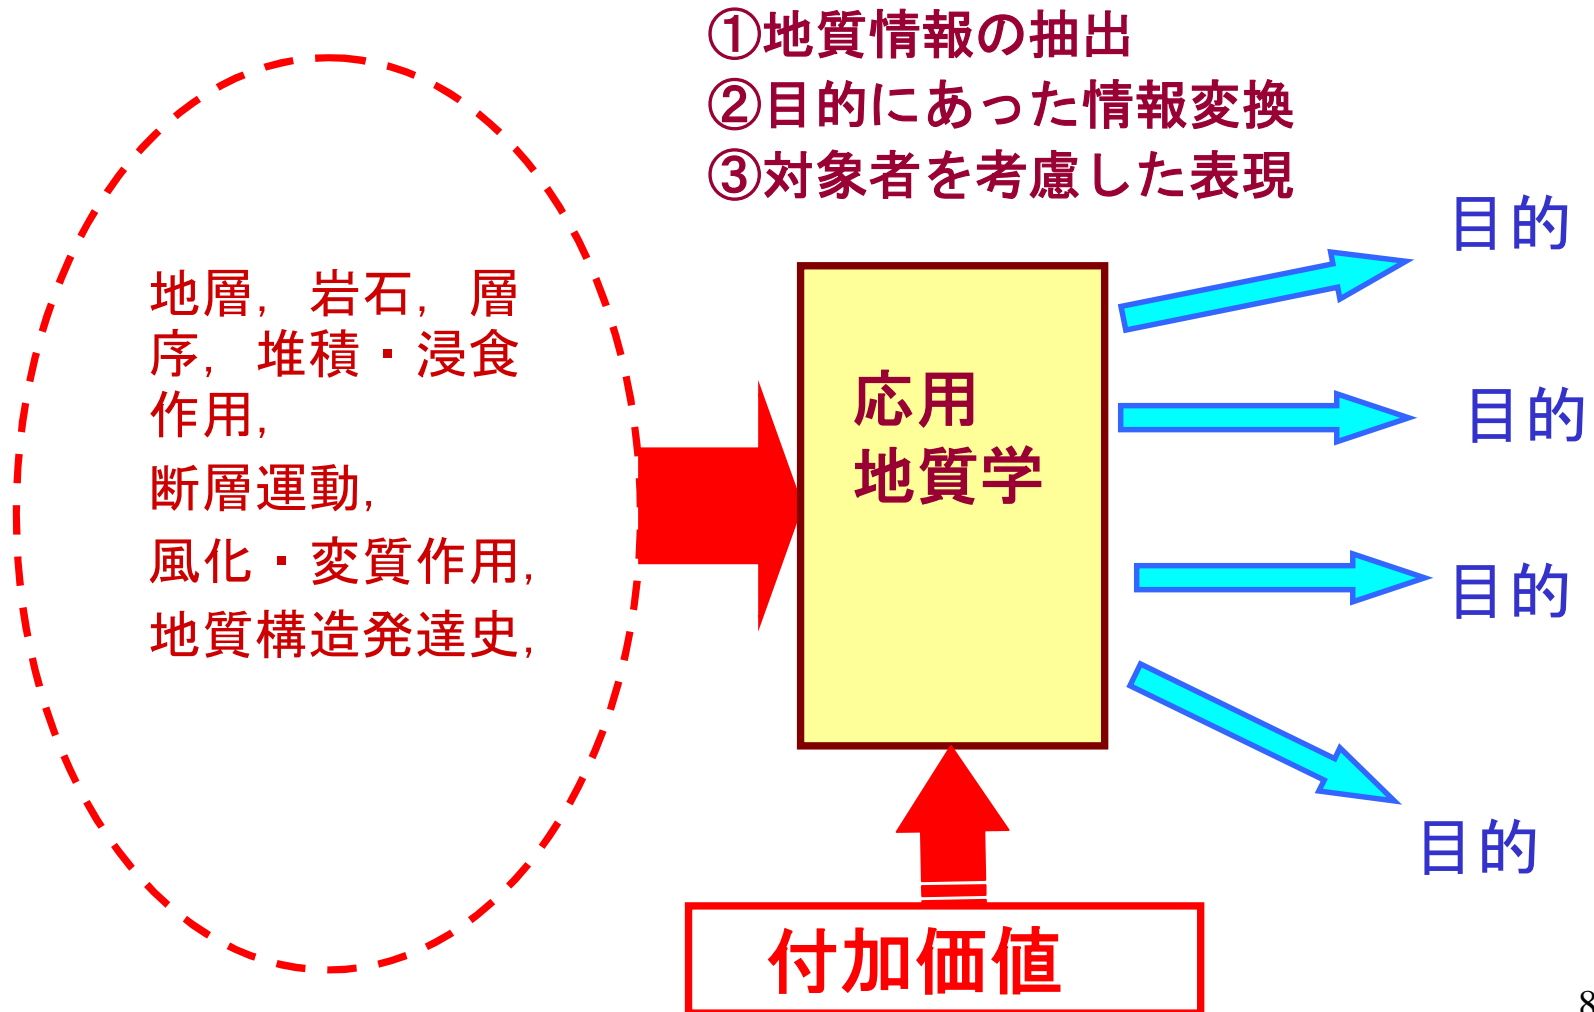 ①地質情報の抽出
②目的にあった情報変換
③対象者を考慮した表現
地層，岩石，層
序，堆積・浸食
作用，
断層運動，
風化・変質作用，
地質構造発達史，
応用
地質学
目的
目的
目的
目的
付加価値
8